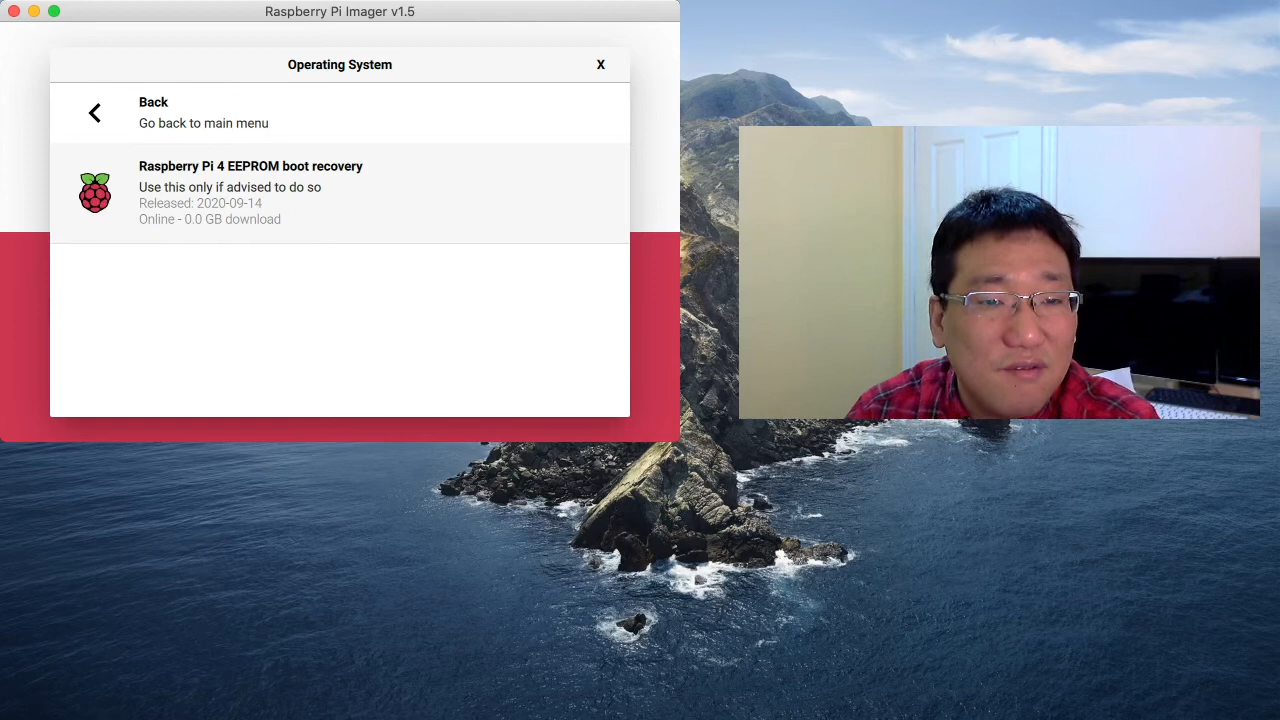 Raspberry Pi Imager v1.5
Operating System
X
Back
Go back to main menu
Raspberry Pi 4 EEPROM boot recovery
Use this only if advised to do so
Released: 2020-09-14
Online - 0.0 GB download